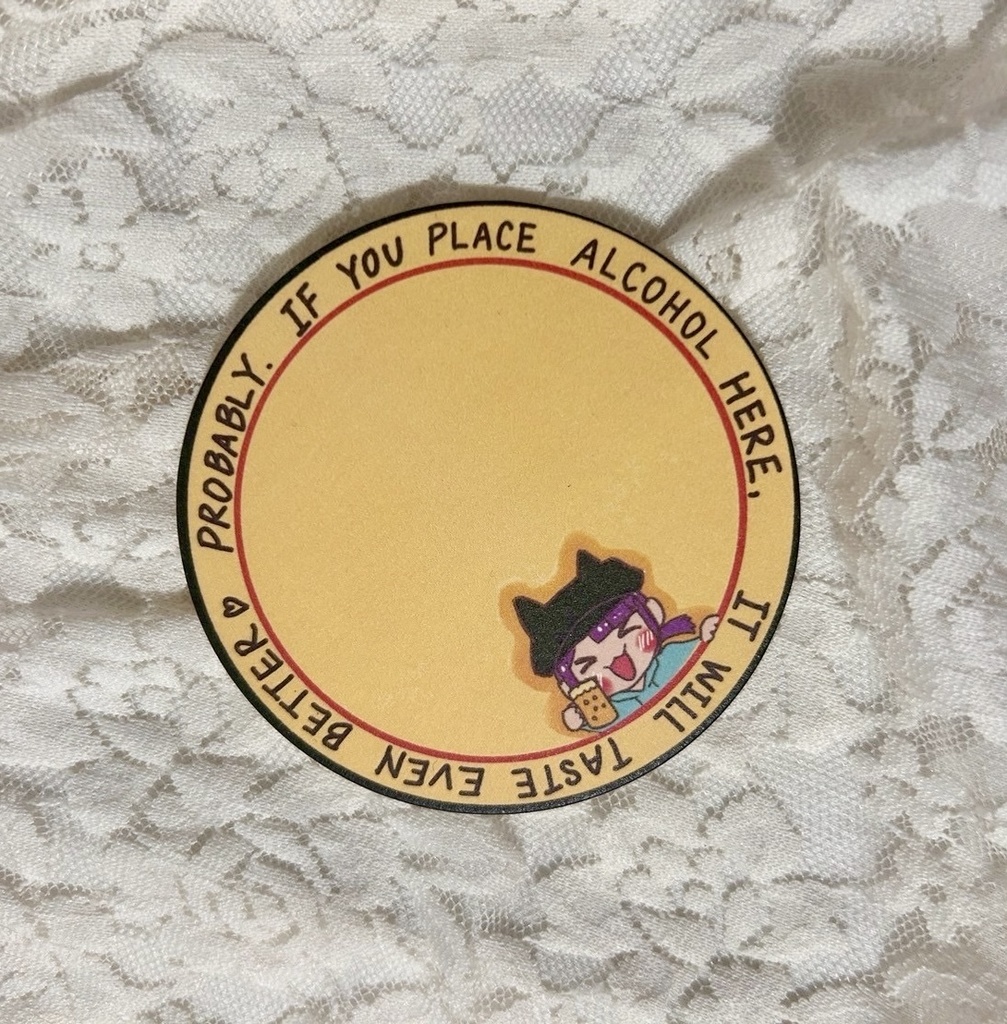 IF YOU PLACE ALCOHOL HERE, IT WILL TASTE EVEN BETTER ♡ PROBABLY.